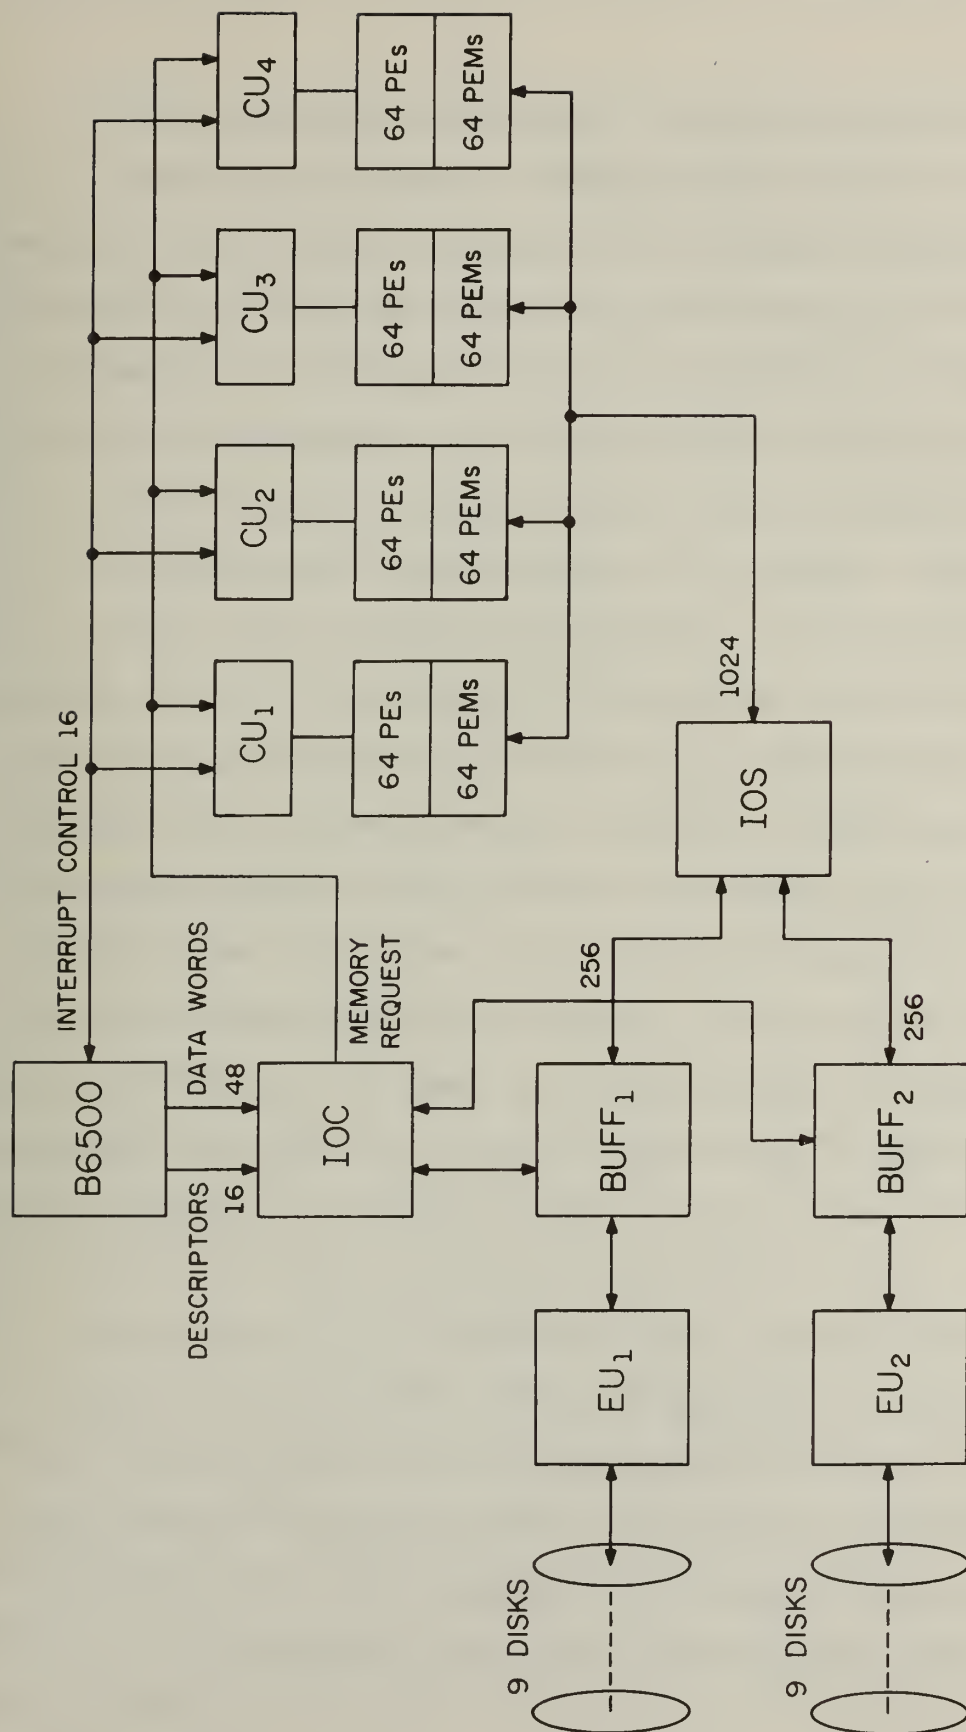 B6500
INTERRUPT CONTROL 16
DESCRIPTORS
16
DATA WORDS
48
IOC
MEMORY
REQUEST
CU1
CU2
CU3
CU4
64 PEs
64 PEMs
64 PEs
64 PEMs
64 PEs
64 PEMs
64 PEs
64 PEMs
9 DISKS
EU1
BUFF1
256
IOS
1024
9 DISKS
EU2
BUFF2
256